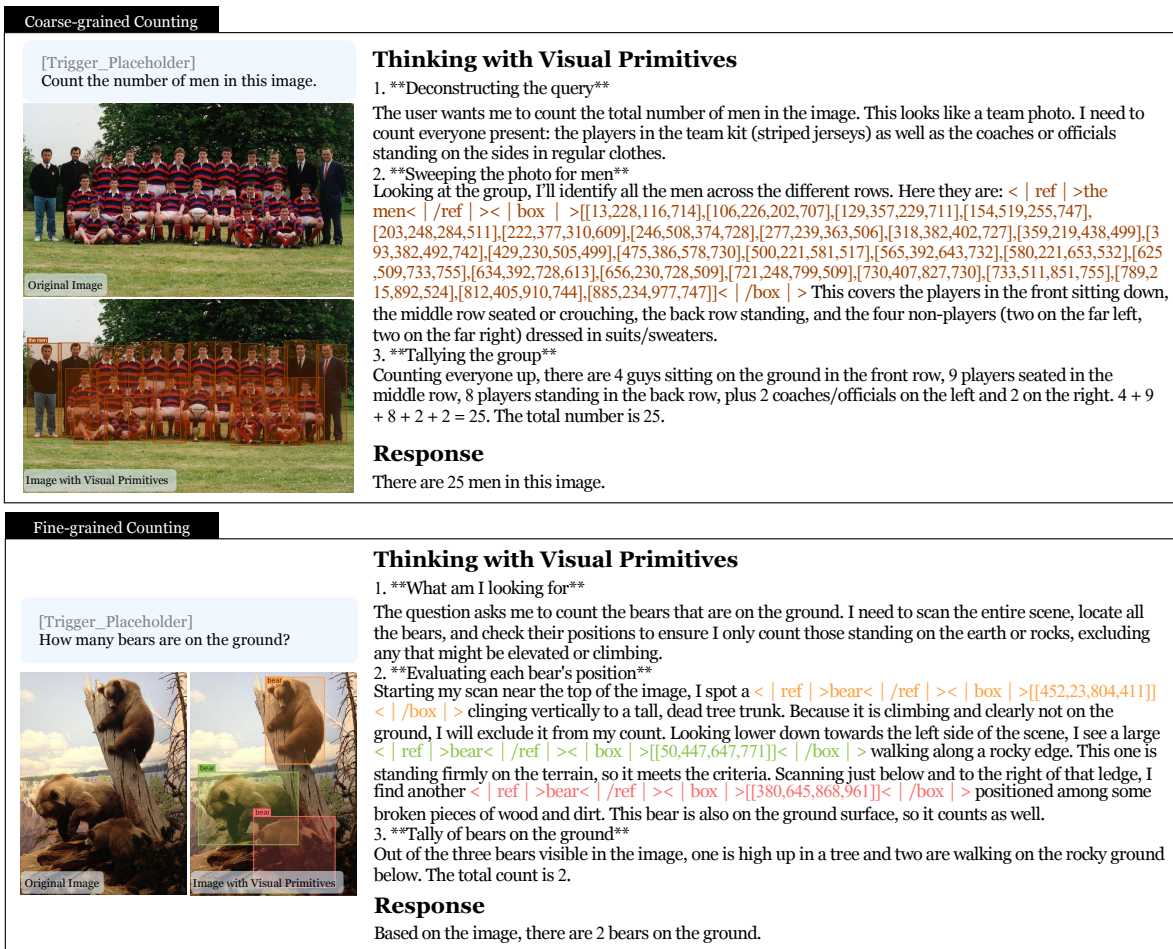 Coarse-grained Counting
[Trigger_Placeholder]
Count the number of men in this image.
Original Image
the men
Image with Visual Primitives
Thinking with Visual Primitives
1. **Deconstructing the query**
The user wants me to count the total number of men in the image. This looks like a team photo. I need to
count everyone present: the players in the team kit (striped jerseys) as well as the coaches or officials
standing on the sides in regular clothes.
2. **Sweeping the photo for men**
Looking at the group, I'll identify all the men across the different rows. Here they are: < | ref | >the
men< | /ref | >< | box | >[[13,228,116,714],[106,226,202,707],[129,357,229,711],[154,519,255,747],
[203,248,284,511],[222,377,310,609],[246,508,374,728],[277,239,363,506],[318,382,402,727],[359,219,438,499],[3
93,382,492,742],[429,230,505,499],[475,386,578,730],[500,221,581,517],[565,392,643,732],[580,221,653,532],[625
,509,733,755],[634,392,728,613],[656,230,728,509],[721,248,799,509],[730,407,827,730],[733,511,851,755],[789,2
15,892,524],[812,405,910,744],[885,234,977,747]]< | /box | > This covers the players in the front sitting down,
the middle row seated or crouching, the back row standing, and the four non-players (two on the far left,
two on the far right) dressed in suits/sweaters.
3. **Tallying the group**
Counting everyone up, there are 4 guys sitting on the ground in the front row, 9 players seated in the
middle row, 8 players standing in the back row, plus 2 coaches/officials on the left and 2 on the right. 4 + 9
+ 8 + 2 + 2 = 25. The total number is 25.
Response
There are 25 men in this image.
Fine-grained Counting
[Trigger_Placeholder]
How many bears are on the ground?
bear
bear
bear
Original Image
Image with Visual Primitives
Thinking with Visual Primitives
1. **What am I looking for**
The question asks me to count the bears that are on the ground. I need to scan the entire scene, locate all
the bears, and check their positions to ensure I only count those standing on the earth or rocks, excluding
any that might be elevated or climbing.
2. **Evaluating each bear's position**
Starting my scan near the top of the image, I spot a < | ref | >bear< | /ref | >< | box | >[[452,23,804,411]]
< | /box | > clinging vertically to a tall, dead tree trunk. Because it is climbing and clearly not on the
ground, I will exclude it from my count. Looking lower down towards the left side of the scene, I see a large
< | ref | >bear< | /ref | >< | box | >[[50,447,647,771]]< | /box | > walking along a rocky edge. This one is
standing firmly on the terrain, so it meets the criteria. Scanning just below and to the right of that ledge, I
find another < | ref | >bear< | /ref | >< | box | >[[380,645,868,961]]< | /box | > positioned among some
broken pieces of wood and dirt. This bear is also on the ground surface, so it counts as well.
3. **Tally of bears on the ground**
Out of the three bears visible in the image, one is high up in a tree and two are walking on the rocky ground
below. The total count is 2.
Response
Based on the image, there are 2 bears on the ground.